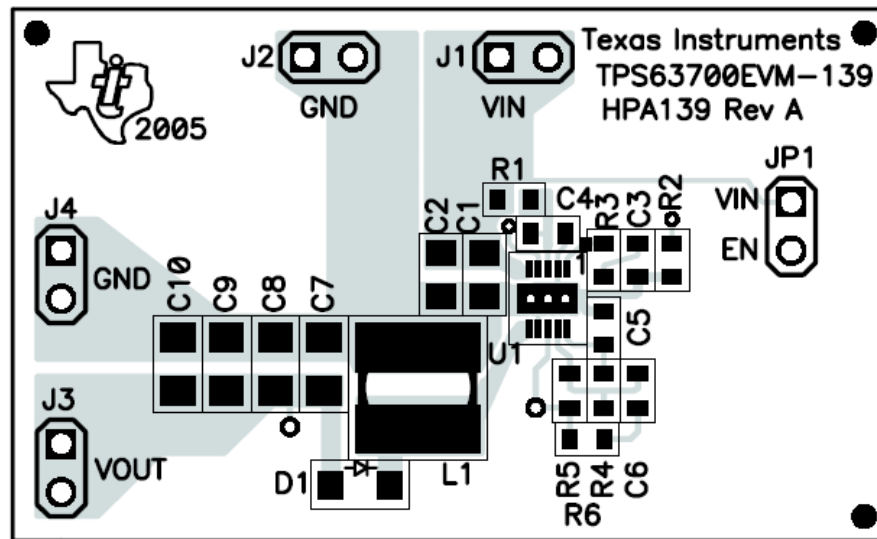 Texas Instruments
TPS63700EVM-139
HPA139 Rev A
2005
J2
GND
J1
VIN
JP1
VIN
EN
J4
GND
R1
C4
C2
C1
R3
C3
R2
C10
C9
C8
C7
1
U1
C5
J3
VOUT
D1
L1
R5
R4
C6
R6